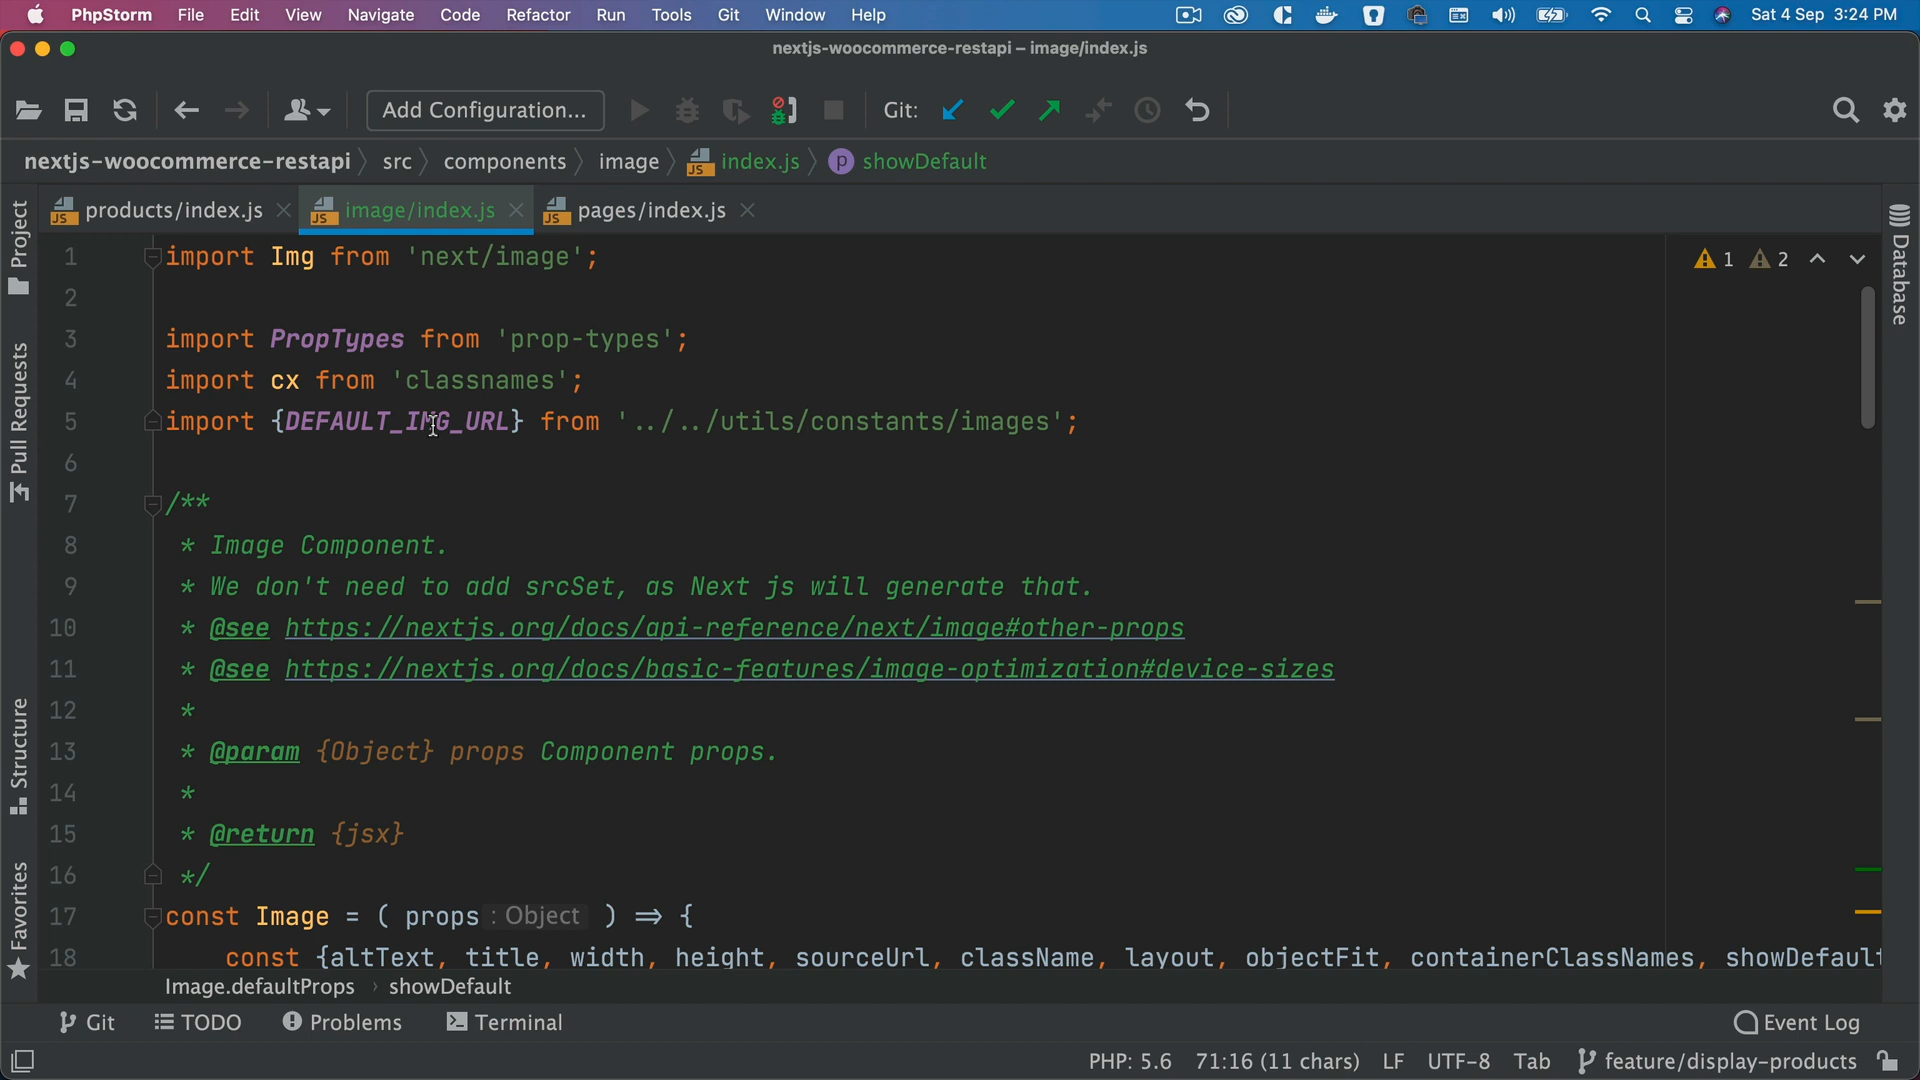 PhpStorm File Edit View Navigate Code Refactor Run Tools Git Window Help Sat 4 Sep 3:24 PM
nextjs-woocommerce-restapi – image/index.js
Add Configuration... Git:
nextjs-woocommerce-restapi src components image index.js p showDefault
products/index.js image/index.js pages/index.js
Project
Pull Requests
Structure
Favorites
Database
1 2
1 import Img from 'next/image';
2
3 import PropTypes from 'prop-types';
4 import cx from 'classnames';
5 import {DEFAULT_IMG_URL} from '../../utils/constants/images';
6
7 /**
8 * Image Component.
9 * We don't need to add srcSet, as Next js will generate that.
10 * @see https://nextjs.org/docs/api-reference/next/image#other-props
11 * @see https://nextjs.org/docs/basic-features/image-optimization#device-sizes
12 *
13 * @param {Object} props Component props.
14 *
15 * @return {jsx}
16 */
17 const Image = ( props : Object ) => {
18 const {altText, title, width, height, sourceUrl, className, layout, objectFit, containerClassNames, showDefault
Image.defaultProps › showDefault
Git TODO Problems Terminal Event Log
PHP: 5.6 71:16 (11 chars) LF UTF-8 Tab feature/display-products